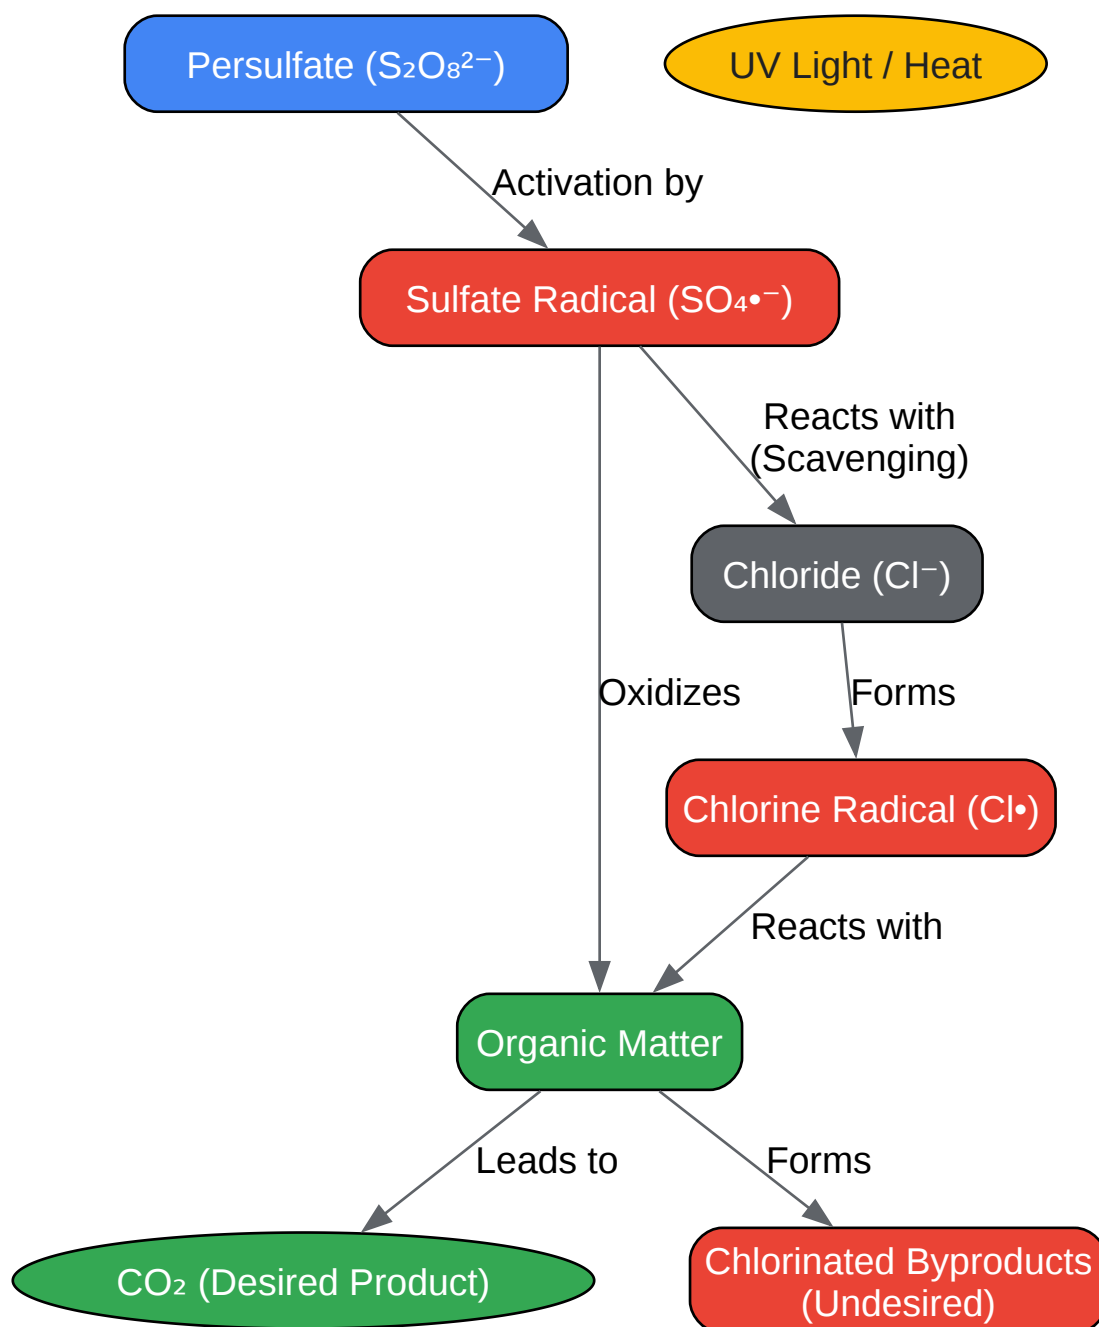 Persulfate (S₂O₈²⁻)
UV Light / Heat
Activation by
Sulfate Radical (SO₄•⁻)
Reacts with
(Scavenging)
Chloride (Cl⁻)
Oxidizes
Forms
Chlorine Radical (Cl•)
Reacts with
Organic Matter
Leads to
Forms
CO₂ (Desired Product)
Chlorinated Byproducts
(Undesired)